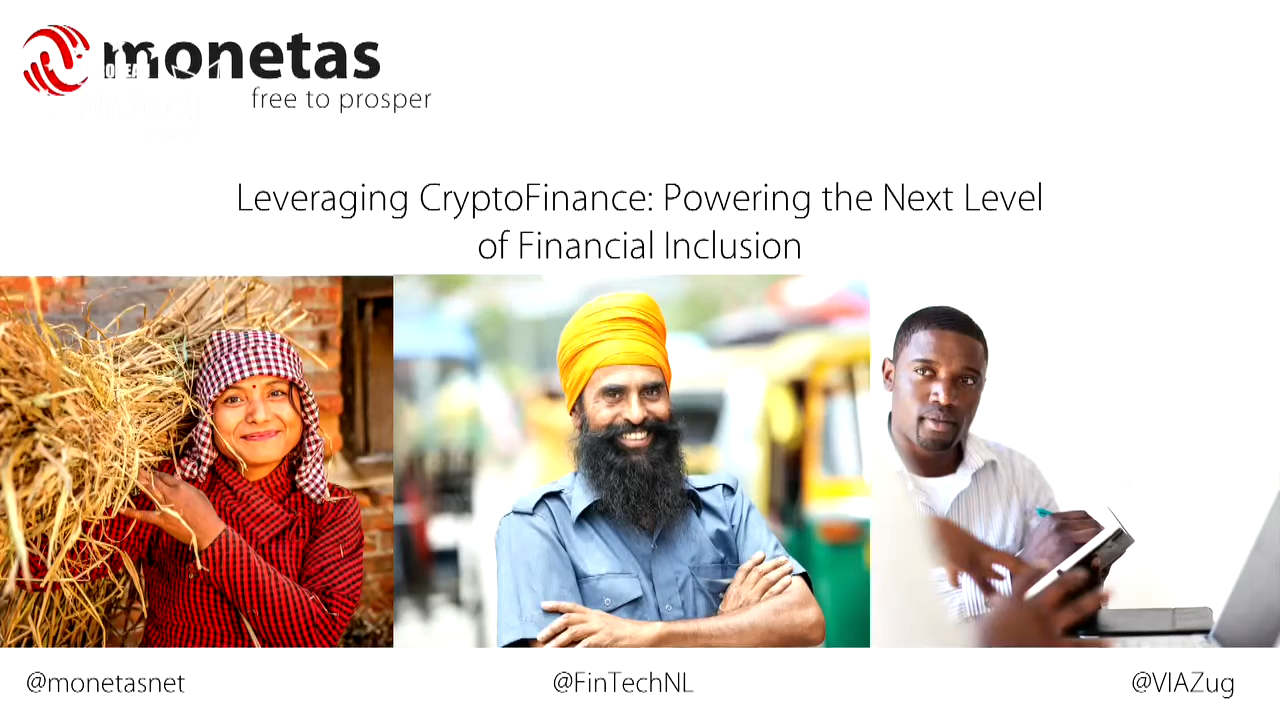 monetas
free to prosper
Leveraging CryptoFinance: Powering the Next Level
of Financial Inclusion
@monetasnet
@FinTechNL
@VIAZug